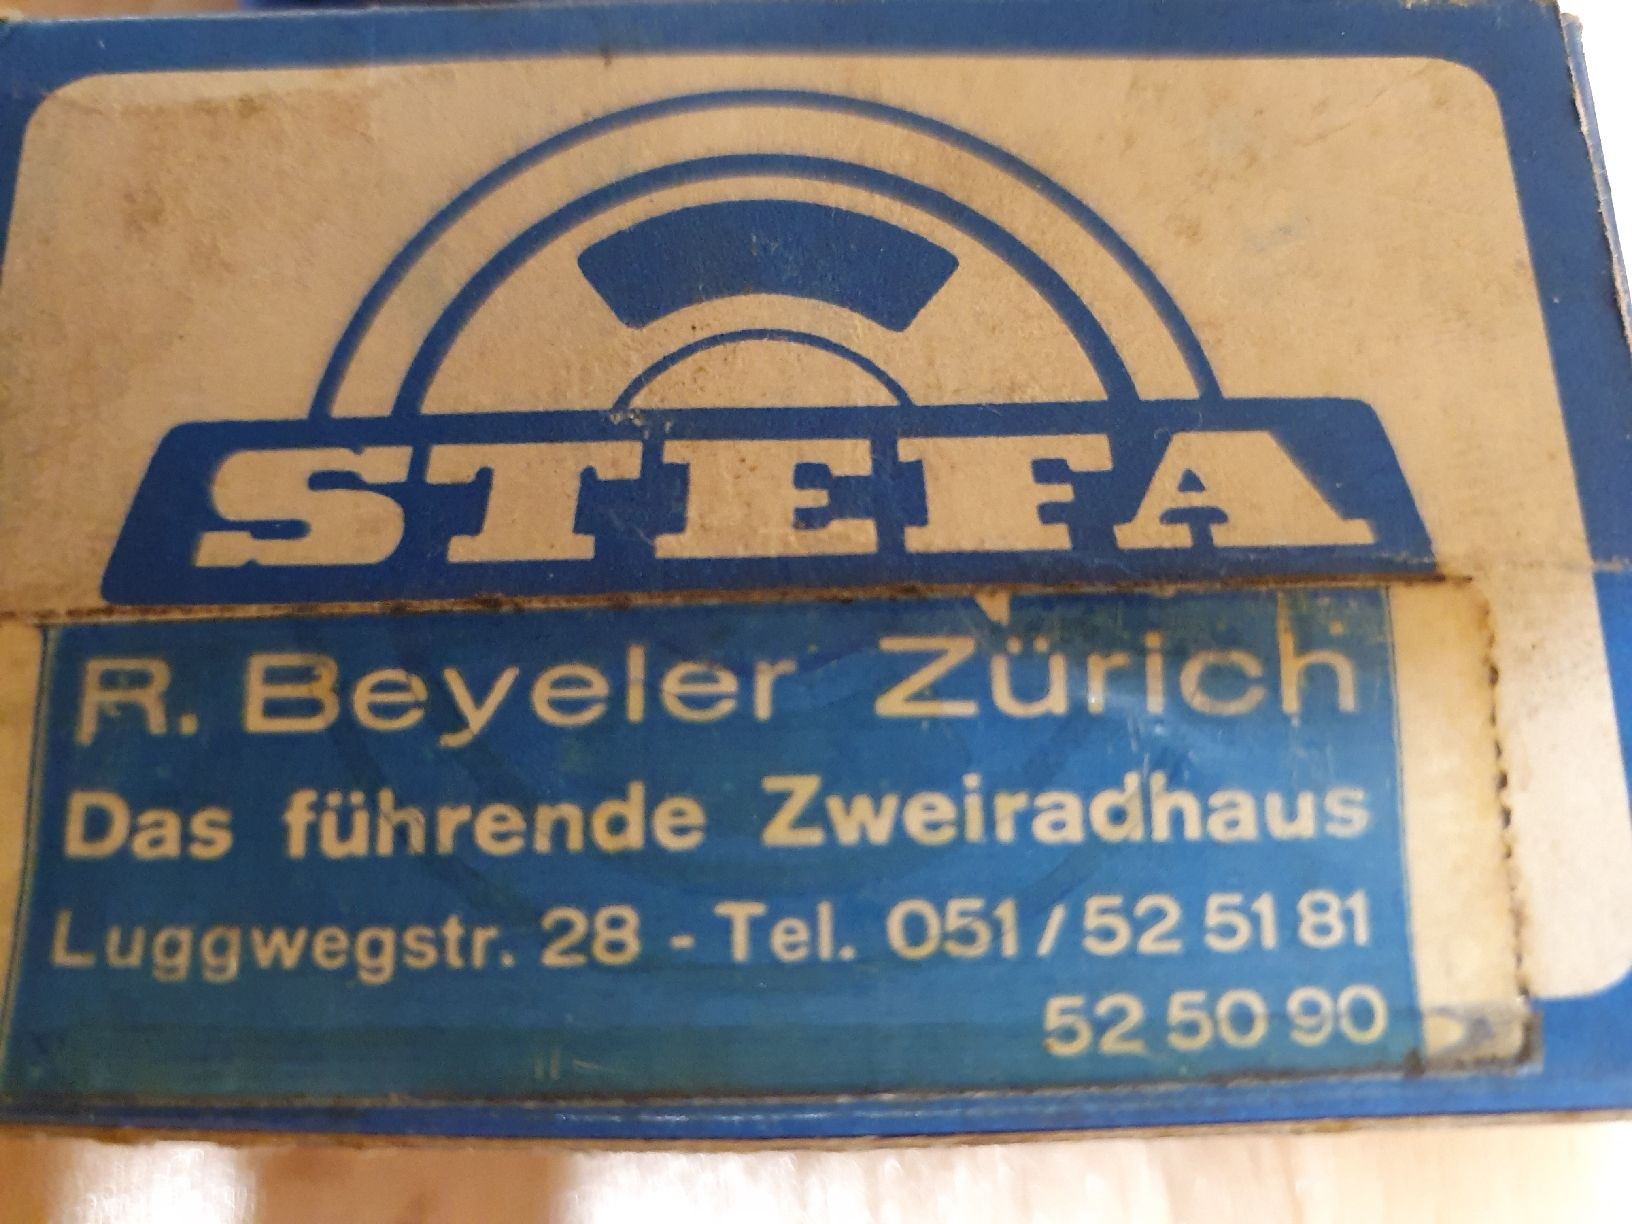 STEFA
R. Beyeler Zürich
Das führende Zweiradhaus
Luggwegstr. 28 - Tel. 051 / 52 51 81
52 50 90